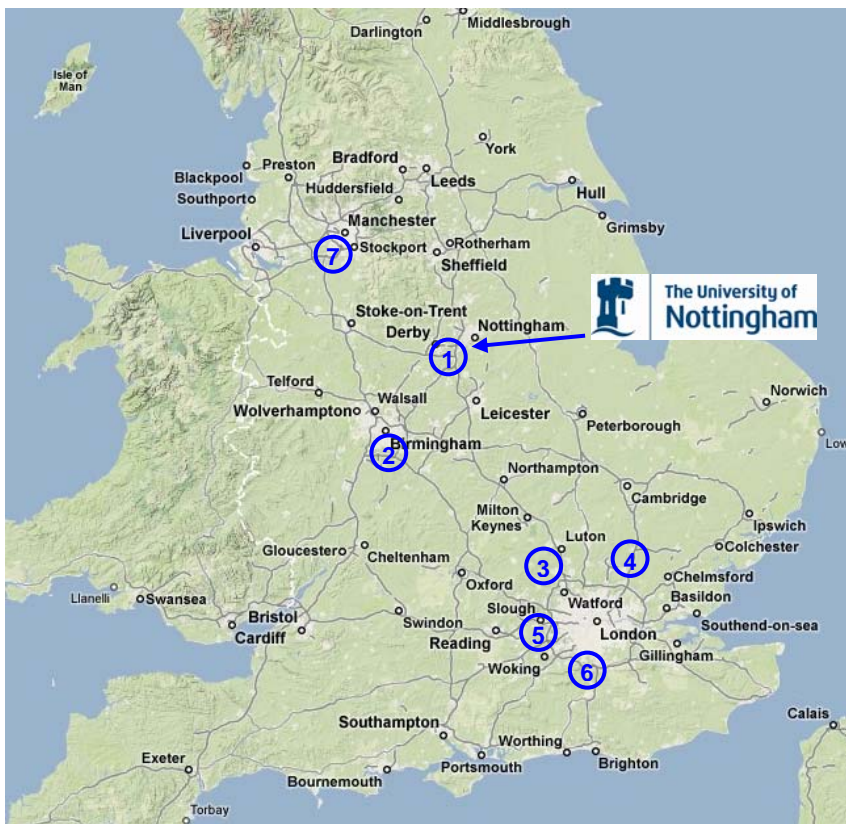 Darlington
Middlesbrough
Isle of
Man
York
Bradford
Preston
Blackpool
Leeds
Huddersfield
Southport
Hull
Grimsby
Manchester
Liverpool
7
Stockport
Rotherham
Sheffield
The University of
Nottingham
Stoke-on-Trent
Nottingham
Derby
1
Telford
Walsall
Norwich
Wolverhampton
Leicester
Peterborough
Birmingham
Low
2
Northampton
Cambridge
Milton
Keynes
Ipswich
Luton
Gloucester
Cheltenham
Colchester
3
4
Oxford
Chelmsford
Llanelli
Swansea
Watford
Basildon
Bristol
Slough
Swindon
Cardiff
5
London
Southend-on-sea
Reading
Gillingham
Woking
6
Calais
Southampton
Worthing
Exeter
Portsmouth
Brighton
Bournemouth
Torbay